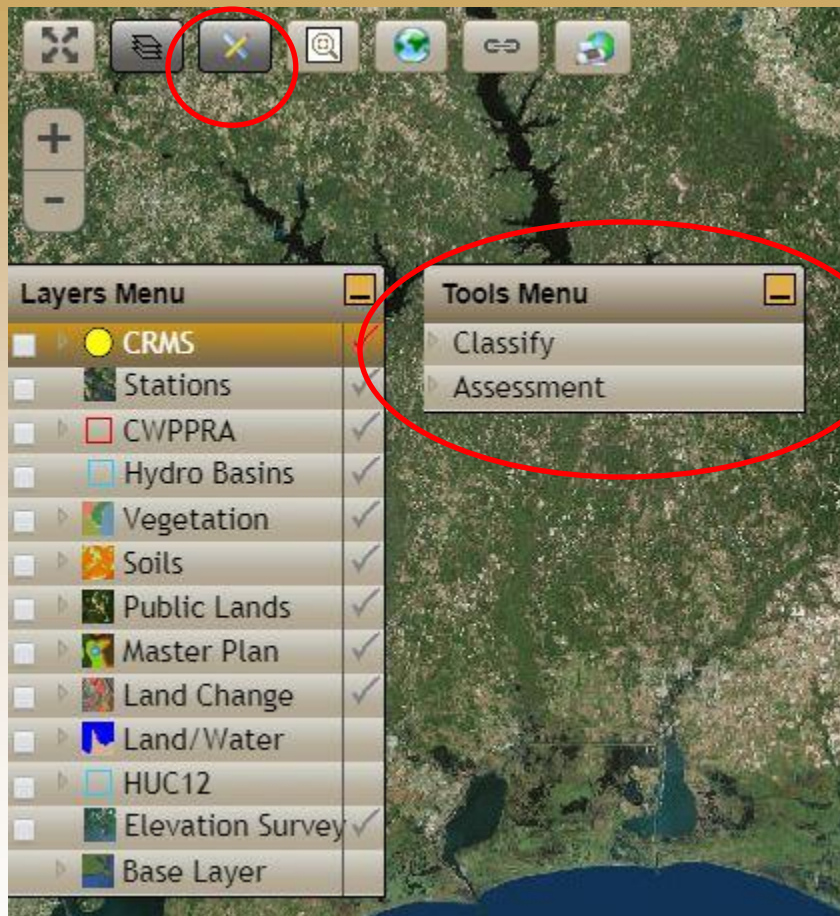 Layers Menu
CRMS
Stations
CWPPRA
Hydro Basins
Vegetation
Soils
Public Lands
Master Plan
Land Change
Land/Water
HUC12
Elevation Survey
Base Layer
Tools Menu
Classify
Assessment